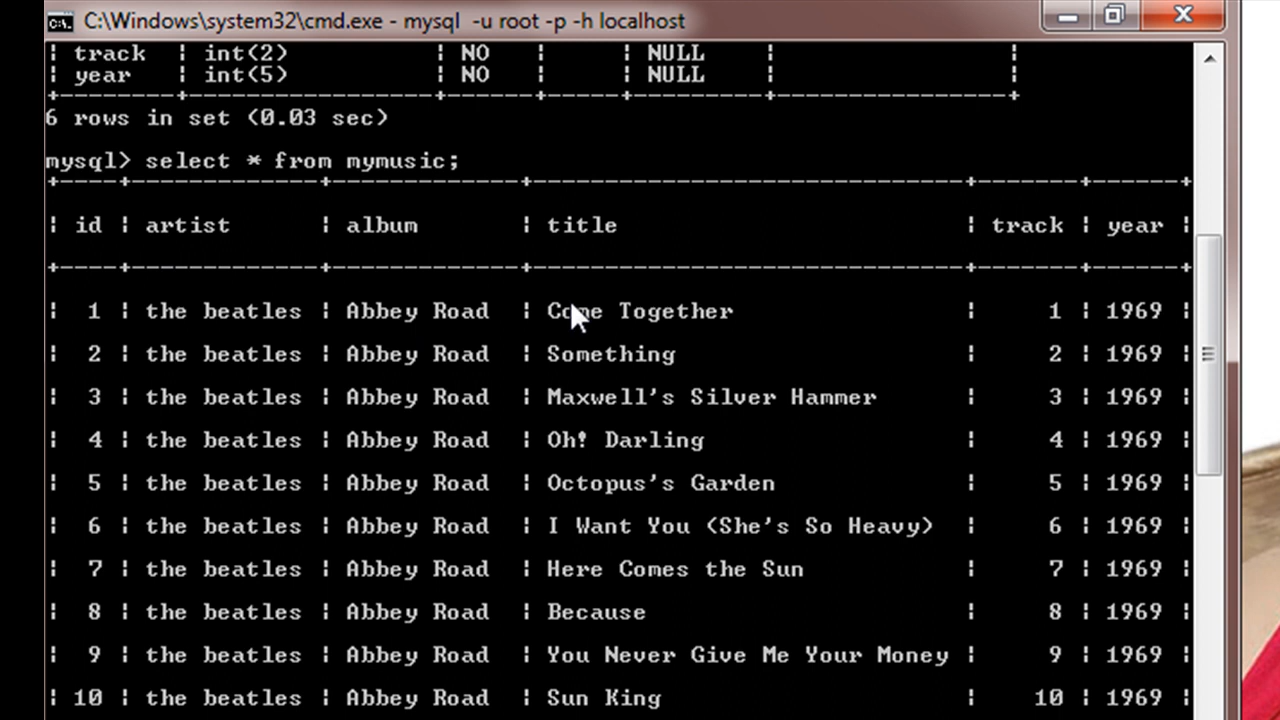 C:\Windows\system32\cmd.exe - mysql -u root -p -h localhost
| track | int(2) | NO | | NULL | |
| year | int(5) | NO | | NULL | |
+----+----+----+----+----+----+
6 rows in set (0.03 sec)
mysql> select * from mymusic;
+----+----+----+----+----+----+
| id | artist | album | title | track | year |
+----+----+----+----+----+----+
| 1 | the beatles | Abbey Road | Come Together | 1 | 1969 |
| 2 | the beatles | Abbey Road | Something | 2 | 1969 |
| 3 | the beatles | Abbey Road | Maxwell's Silver Hammer | 3 | 1969 |
| 4 | the beatles | Abbey Road | Oh! Darling | 4 | 1969 |
| 5 | the beatles | Abbey Road | Octopus's Garden | 5 | 1969 |
| 6 | the beatles | Abbey Road | I Want You (She's So Heavy) | 6 | 1969 |
| 7 | the beatles | Abbey Road | Here Comes the Sun | 7 | 1969 |
| 8 | the beatles | Abbey Road | Because | 8 | 1969 |
| 9 | the beatles | Abbey Road | You Never Give Me Your Money | 9 | 1969 |
| 10 | the beatles | Abbey Road | Sun King | 10 | 1969 |